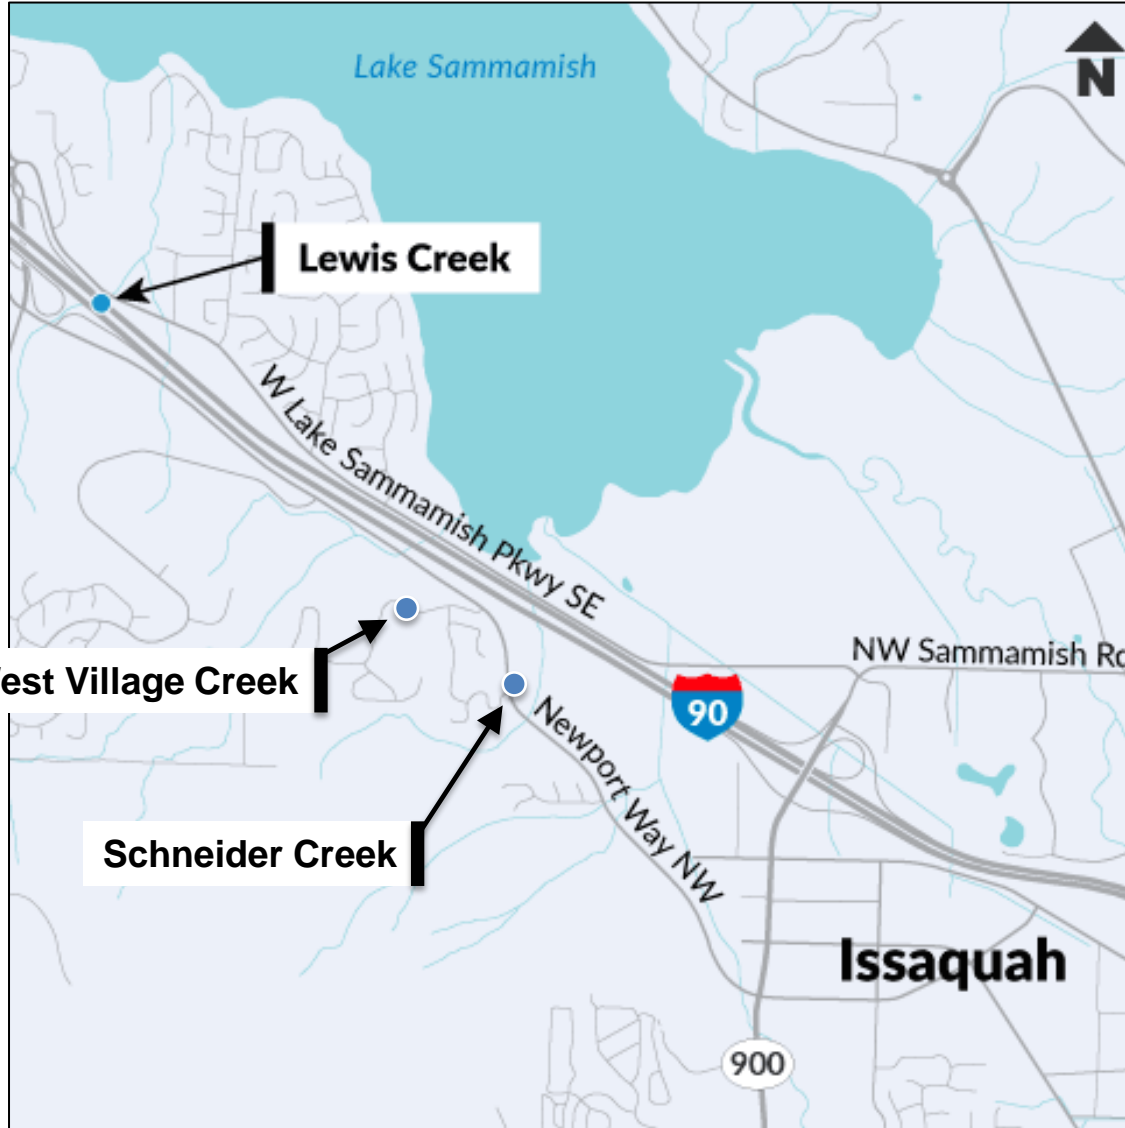 Lake Sammamish
N
Lewis Creek
W Lake Sammamish Pkwy SE
NW Sammamish Rd
est Village Creek
90
Newport Way NW
Schneider Creek
Issaquah
900